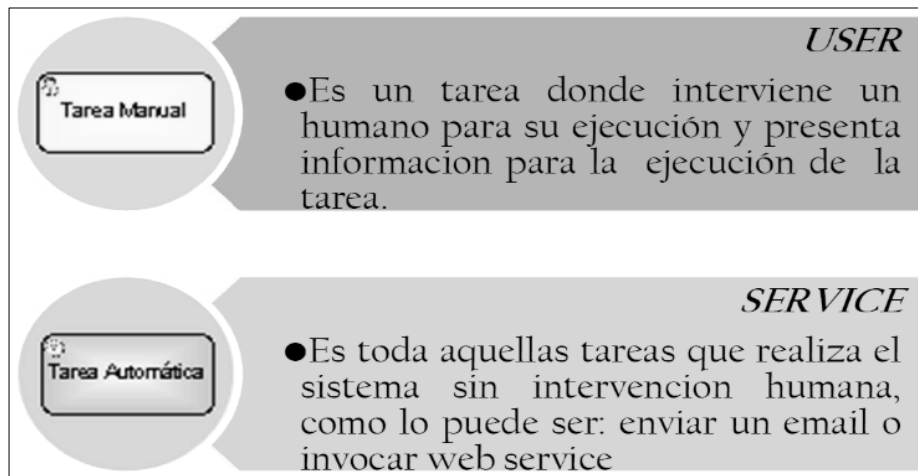 USER
Tarea Manual
●Es un tarea donde interviene un
humano para su ejecución y presenta
informacion para la ejecución de la
tarea.
SERVICE
Tarea Automática
●Es toda aquellas tareas que realiza el
sistema sin intervencion humana,
como lo puede ser: enviar un email o
invocar web service